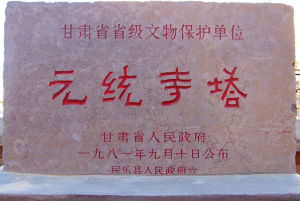 甘肃省省级文物保护单位
元统寺塔
甘肃省人民政府
一九八一年九月十日公布
民乐县人民政府立